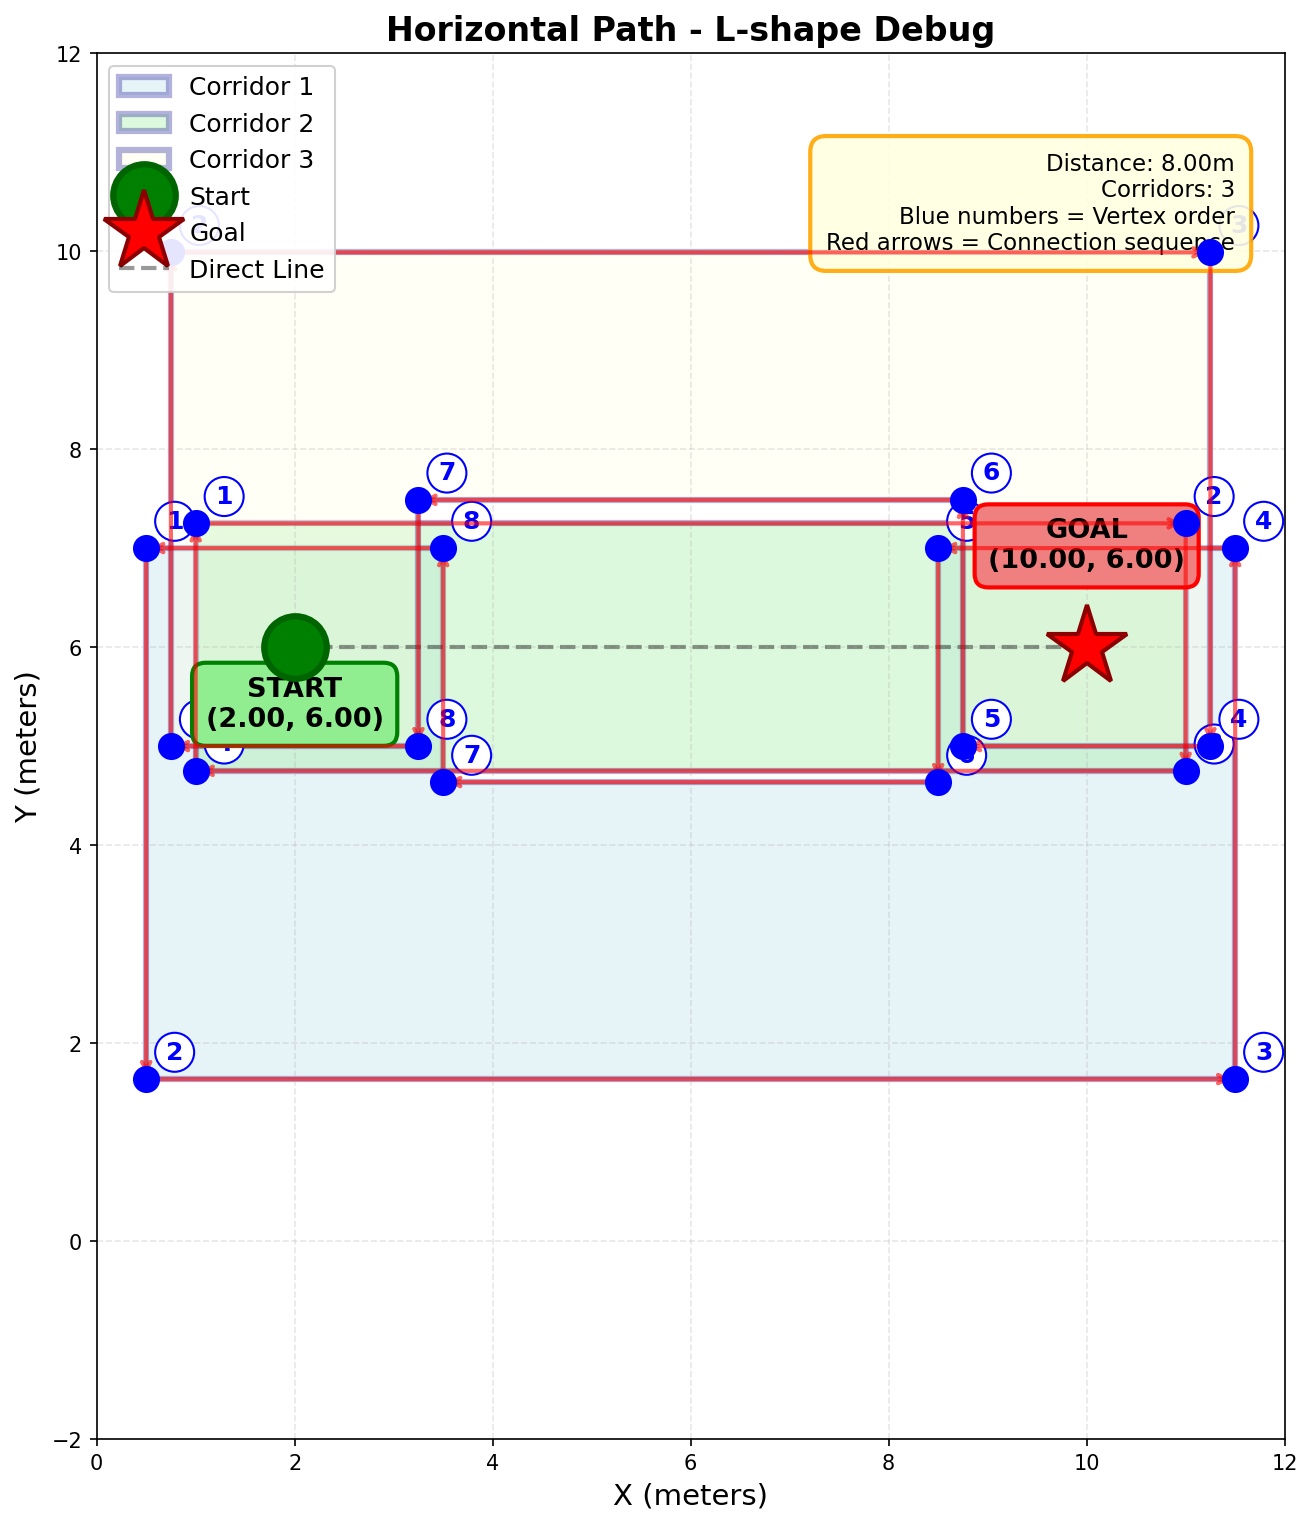 Horizontal Path - L-shape Debug
12
10
8
6
4
2
0
−2
Y (meters)
Corridor 1
Corridor 2
Corridor 3
Start
Goal
Direct Line
Distance: 8.00m
Corridors: 3
Blue numbers = Vertex order
Red arrows = Connection sequence
3
7
6
1
2
1
8
5
4
GOAL
(10.00, 6.00)
START
(2.00, 6.00)
8
5
4
7
6
2
3
0
2
4
6
8
10
12
X (meters)